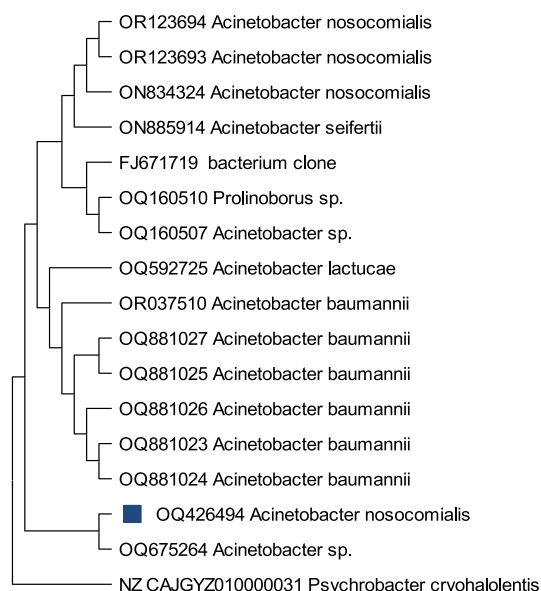 OR123694 Acinetobacter nosocomialis
OR123693 Acinetobacter nosocomialis
ON834324 Acinetobacter nosocomialis
ON885914 Acinetobacter seifertii
FJ671719 bacterium clone
OQ160510 Prolinoborus sp.
OQ160507 Acinetobacter sp.
OQ592725 Acinetobacter lactucae
OR037510 Acinetobacter baumannii
OQ881027 Acinetobacter baumannii
OQ881025 Acinetobacter baumannii
OQ881026 Acinetobacter baumannii
OQ881023 Acinetobacter baumannii
OQ881024 Acinetobacter baumannii
OQ426494 Acinetobacter nosocomialis
OQ675264 Acinetobacter sp.
NZ CAJGYZ010000031 Psychrobacter cryohalolentis